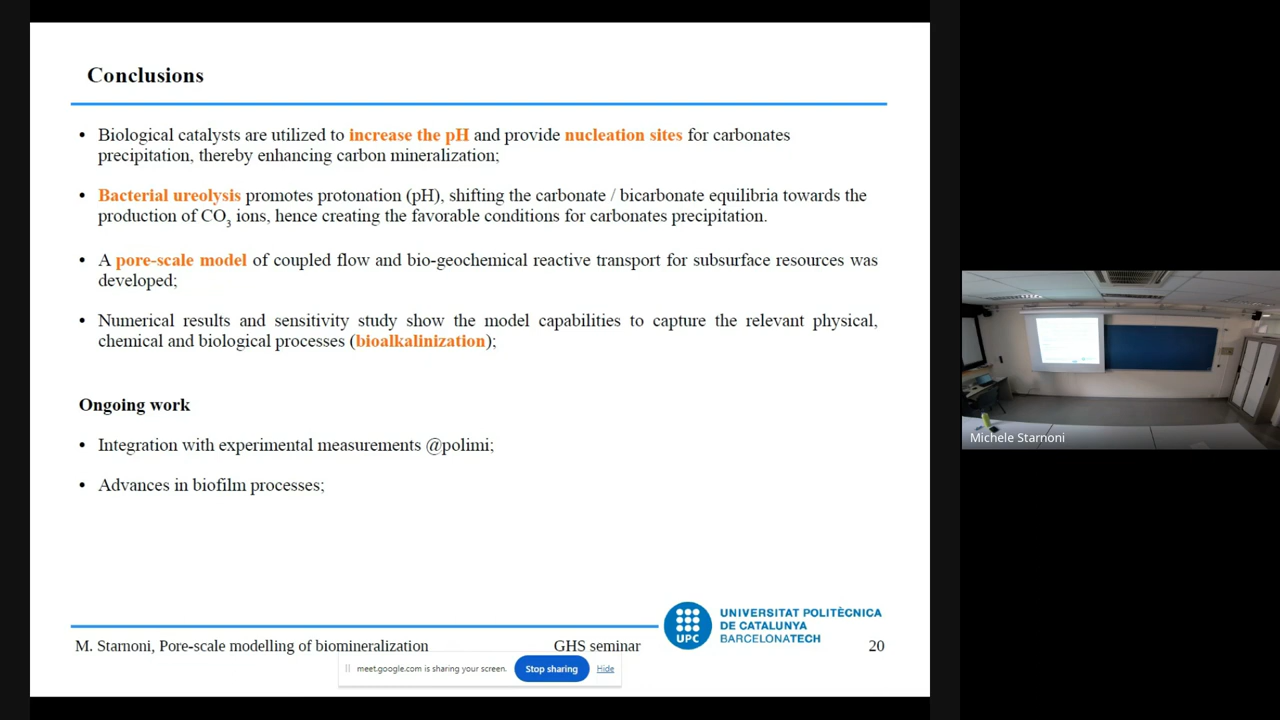 Conclusions
• Biological catalysts are utilized to increase the pH and provide nucleation sites for carbonates
precipitation, thereby enhancing carbon mineralization;
• Bacterial ureolysis promotes protonation (pH), shifting the carbonate / bicarbonate equilibria towards the
production of CO3 ions, hence creating the favorable conditions for carbonates precipitation.
• A pore-scale model of coupled flow and bio-geochemical reactive transport for subsurface resources was
developed;
• Numerical results and sensitivity study show the model capabilities to capture the relevant physical,
chemical and biological processes (bioalkalinization);
Ongoing work
• Integration with experimental measurements @polimi;
• Advances in biofilm processes;
UPC
UNIVERSITAT POLITÈCNICA
DE CATALUNYA
BARCELONATECH
M. Starnoni, Pore-scale modelling of biomineralization GHS seminar 20
meet.google.com is sharing your screen. Stop sharing Hide
Michele Starnoni